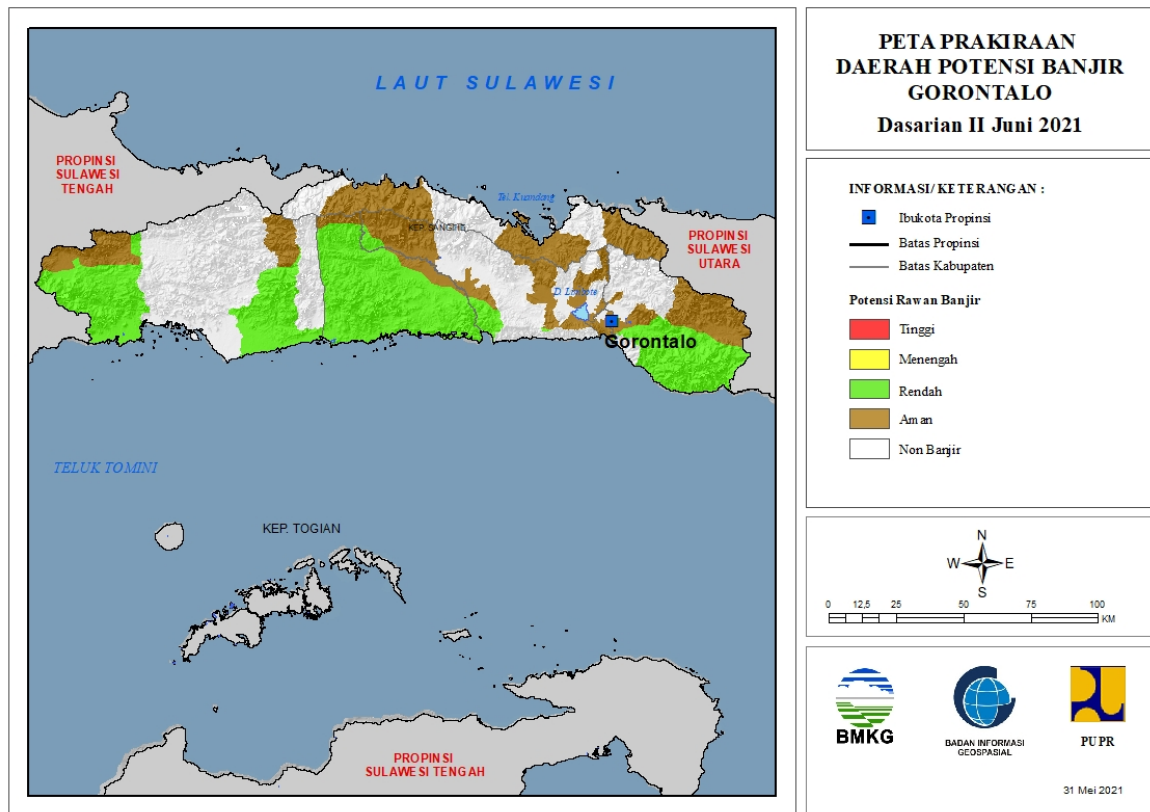 LAUT SULAWESI
PROPINSI
SULAWESI
TENGAH
Tel. Kuandang
KEP. SANGIHE
PROPINSI
SULAWESI
UTARA
D. Limboto
Gorontalo
TELUK TOMINI
KEP. TOGIAN
PROPINSI
SULAWESI TENGAH
PETA PRAKIRAAN
DAERAH POTENSI BANJIR
GORONTALO
Dasarian II Juni 2021
INFORMASI/ KETERANGAN :
Ibukota Propinsi
Batas Propinsi
Batas Kabupaten
Potensi Rawan Banjir
Tinggi
Menengah
Rendah
Aman
Non Banjir
N
W E
S
0 12,5 25 50 75 100
KM
BMKG
BADAN INFORMASI
GEOSPASIAL
PUPR
31 Mei 2021